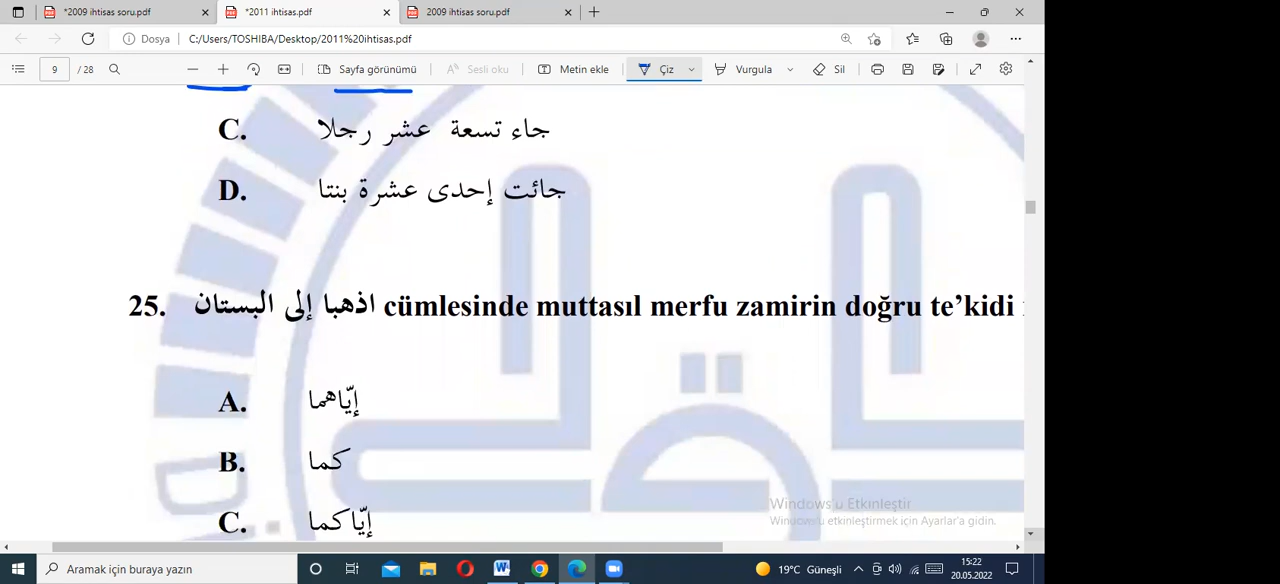 *2009 ihtisas soru.pdf
*2011 ihtisas.pdf
2009 ihtisas soru.pdf
Dosya C:/Users/TOSHIBA/Desktop/2011%20ihtisas.pdf
9 / 28 Sayfa görünümü Sesli oku Metin ekle Çiz Vurgula Sil
C. جاء تسعة عشر رجلا
D. جائت إحدى عشرة بنتا
25. اذهبا إلى البستان cümlesinde muttasıl merfu zamirin doğru te’kidi
A. إيّاهما
B. كما
C. إيّاكما
Windows'u Etkinleştir
Windows'u etkinleştirmek için Ayarlar'a gidin.
Aramak için buraya yazın
19°C Güneşli
15:22
20.05.2022